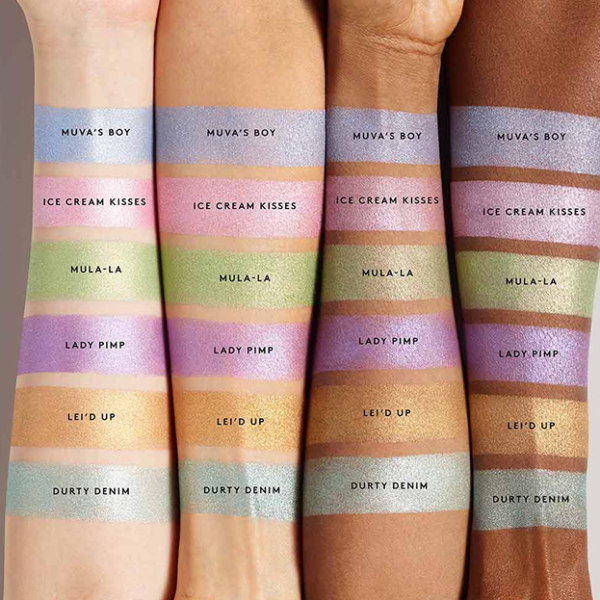 MUVA'S BOY MUVA'S BOY MUVA'S BOY MUVA'S BOY
ICE CREAM KISSES ICE CREAM KISSES ICE CREAM KISSES ICE CREAM KISSES
MULA-LA MULA-LA MULA-LA MULA-LA
LADY PIMP LADY PIMP LADY PIMP LADY PIMP
LEI'D UP LEI'D UP LEI'D UP LEI'D UP
DURTY DENIM DURTY DENIM DURTY DENIM DURTY DENIM